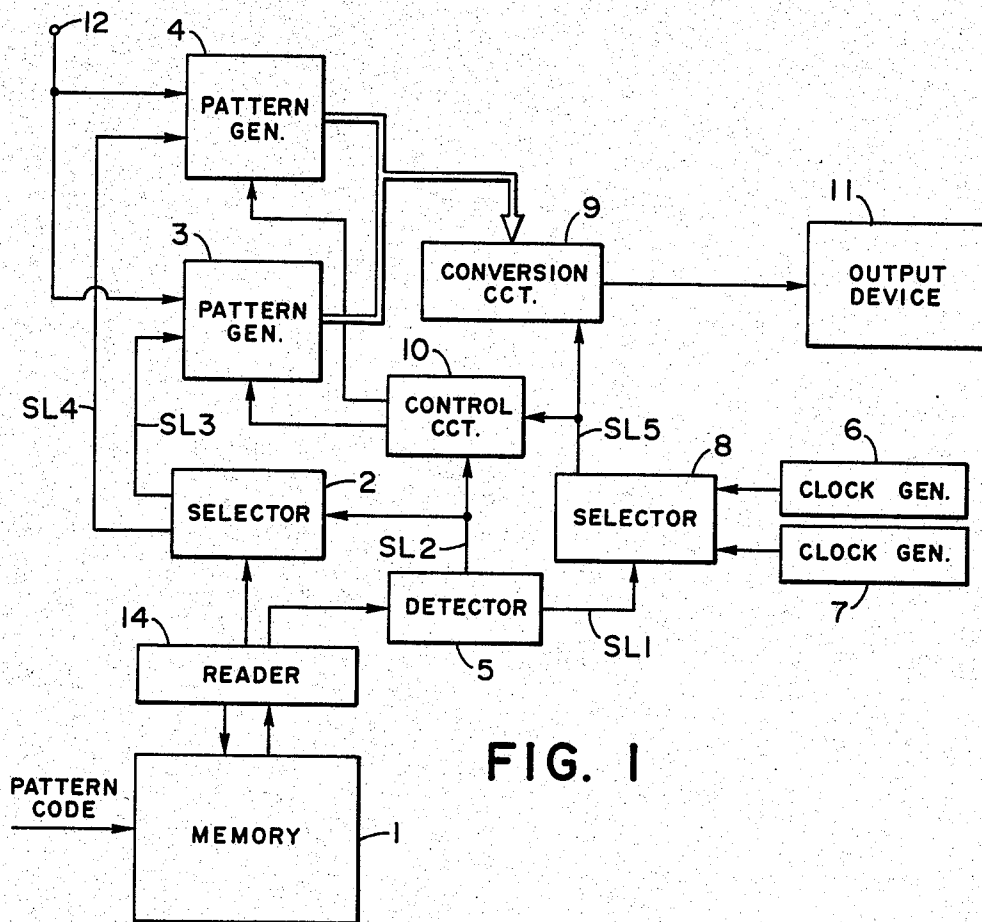 12
4
PATTERN
GEN.
3
PATTERN
GEN.
9
CONVERSION
CCT.
11
OUTPUT
DEVICE
10
CONTROL
CCT.
SL4
SL3
SL5
2
SELECTOR
8
SELECTOR
6
CLOCK GEN.
CLOCK GEN.
7
SL2
DETECTOR
5
SL1
14
READER
PATTERN
CODE
MEMORY
1
FIG. 1